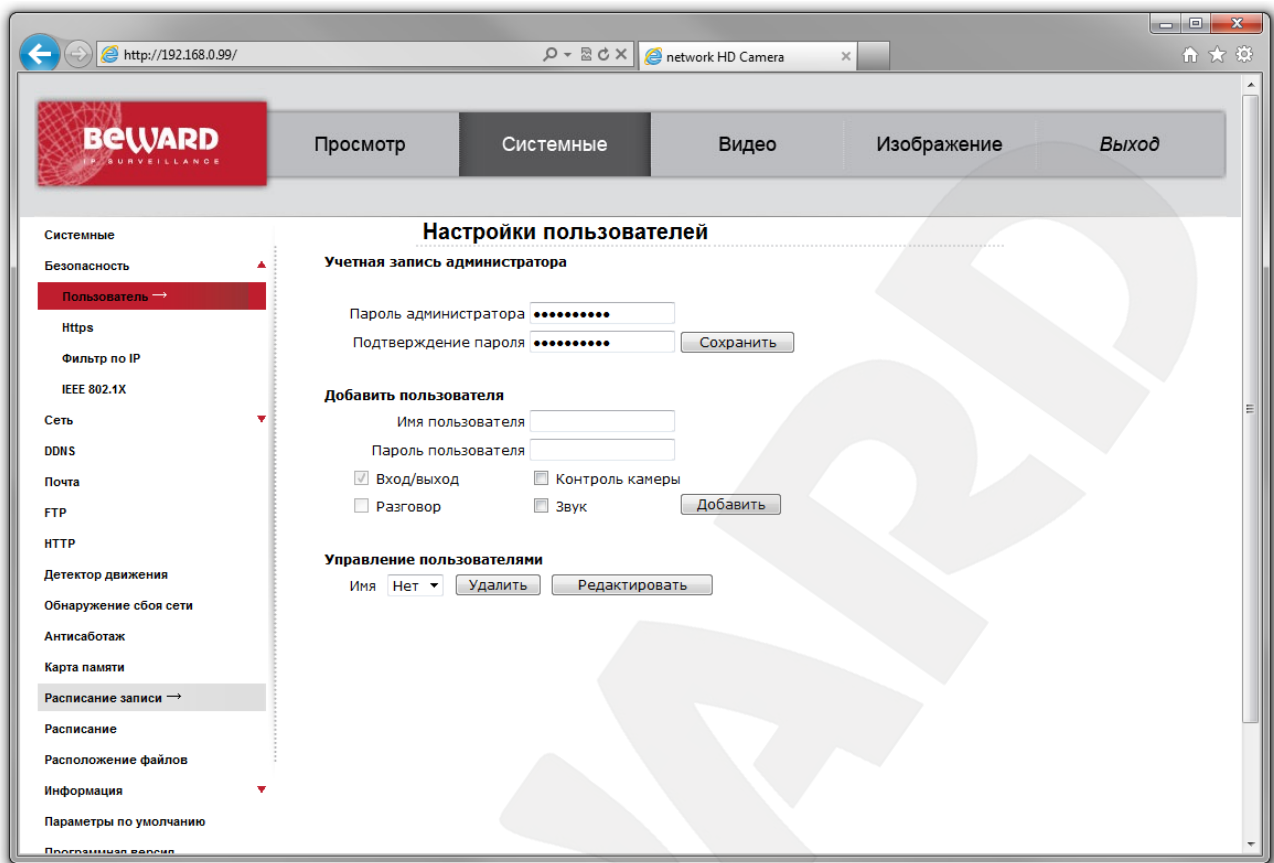 http://192.168.0.99/
network HD Camera
BEWARD
IP SURVEILLANCE
Просмотр
Системные
Видео
Изображение
Выход
Системные
Безопасность
Пользователь →
Https
Фильтр по IP
IEEE 802.1X
Сеть
DDNS
Почта
FTP
HTTP
Детектор движения
Обнаружение сбоя сети
Антисаботаж
Карта памяти
Расписание записи →
Расписание
Расположение файлов
Информация
Параметры по умолчанию
Программная версия
Настройки пользователей
Учетная запись администратора
Пароль администратора ••••••••••
Подтверждение пароля •••••••••• Сохранить
Добавить пользователя
Имя пользователя
Пароль пользователя
Вход/выход Контроль камеры
Разговор Звук Добавить
Управление пользователями
Имя Нет Удалить Редактировать
WARD